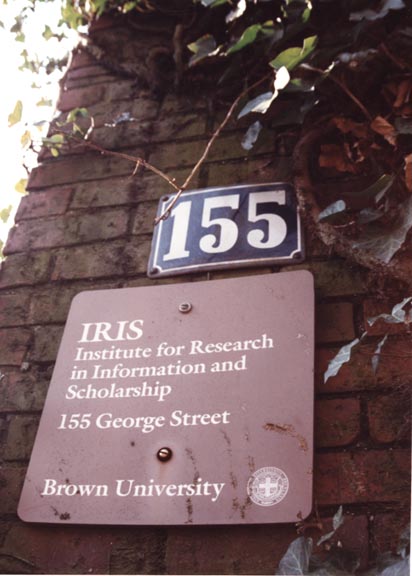 155
IRIS
Institute for Research
in Information and
Scholarship
155 George Street
Brown University